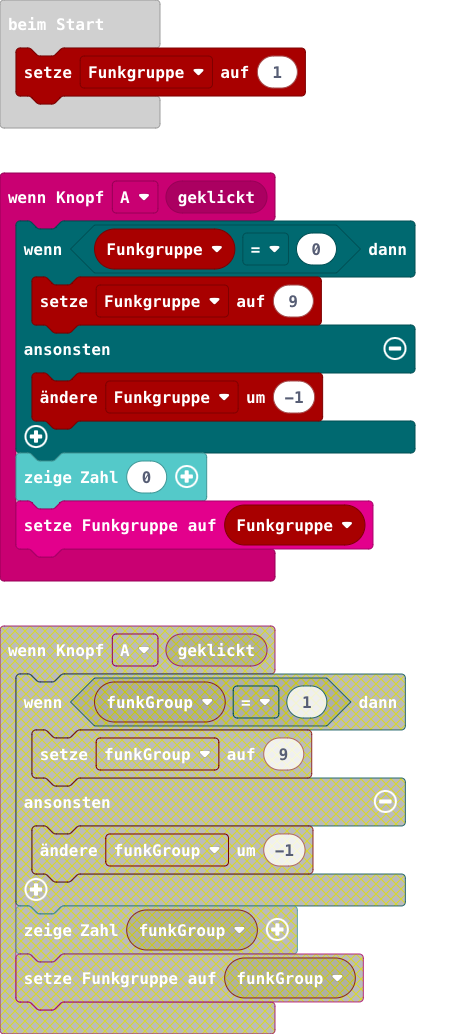 beim Start
setze Funkgruppe auf 1
wenn Knopf A geklickt
wenn Funkgruppe = 0 dann
setze Funkgruppe auf 9
ansonsten
ändere Funkgruppe um -1
zeige Zahl 0
setze Funkgruppe auf Funkgruppe
wenn Knopf A geklickt
wenn funkGroup = 1 dann
setze funkGroup auf 9
ansonsten
ändere funkGroup um -1
zeige Zahl funkGroup
setze Funkgruppe auf funkGroup